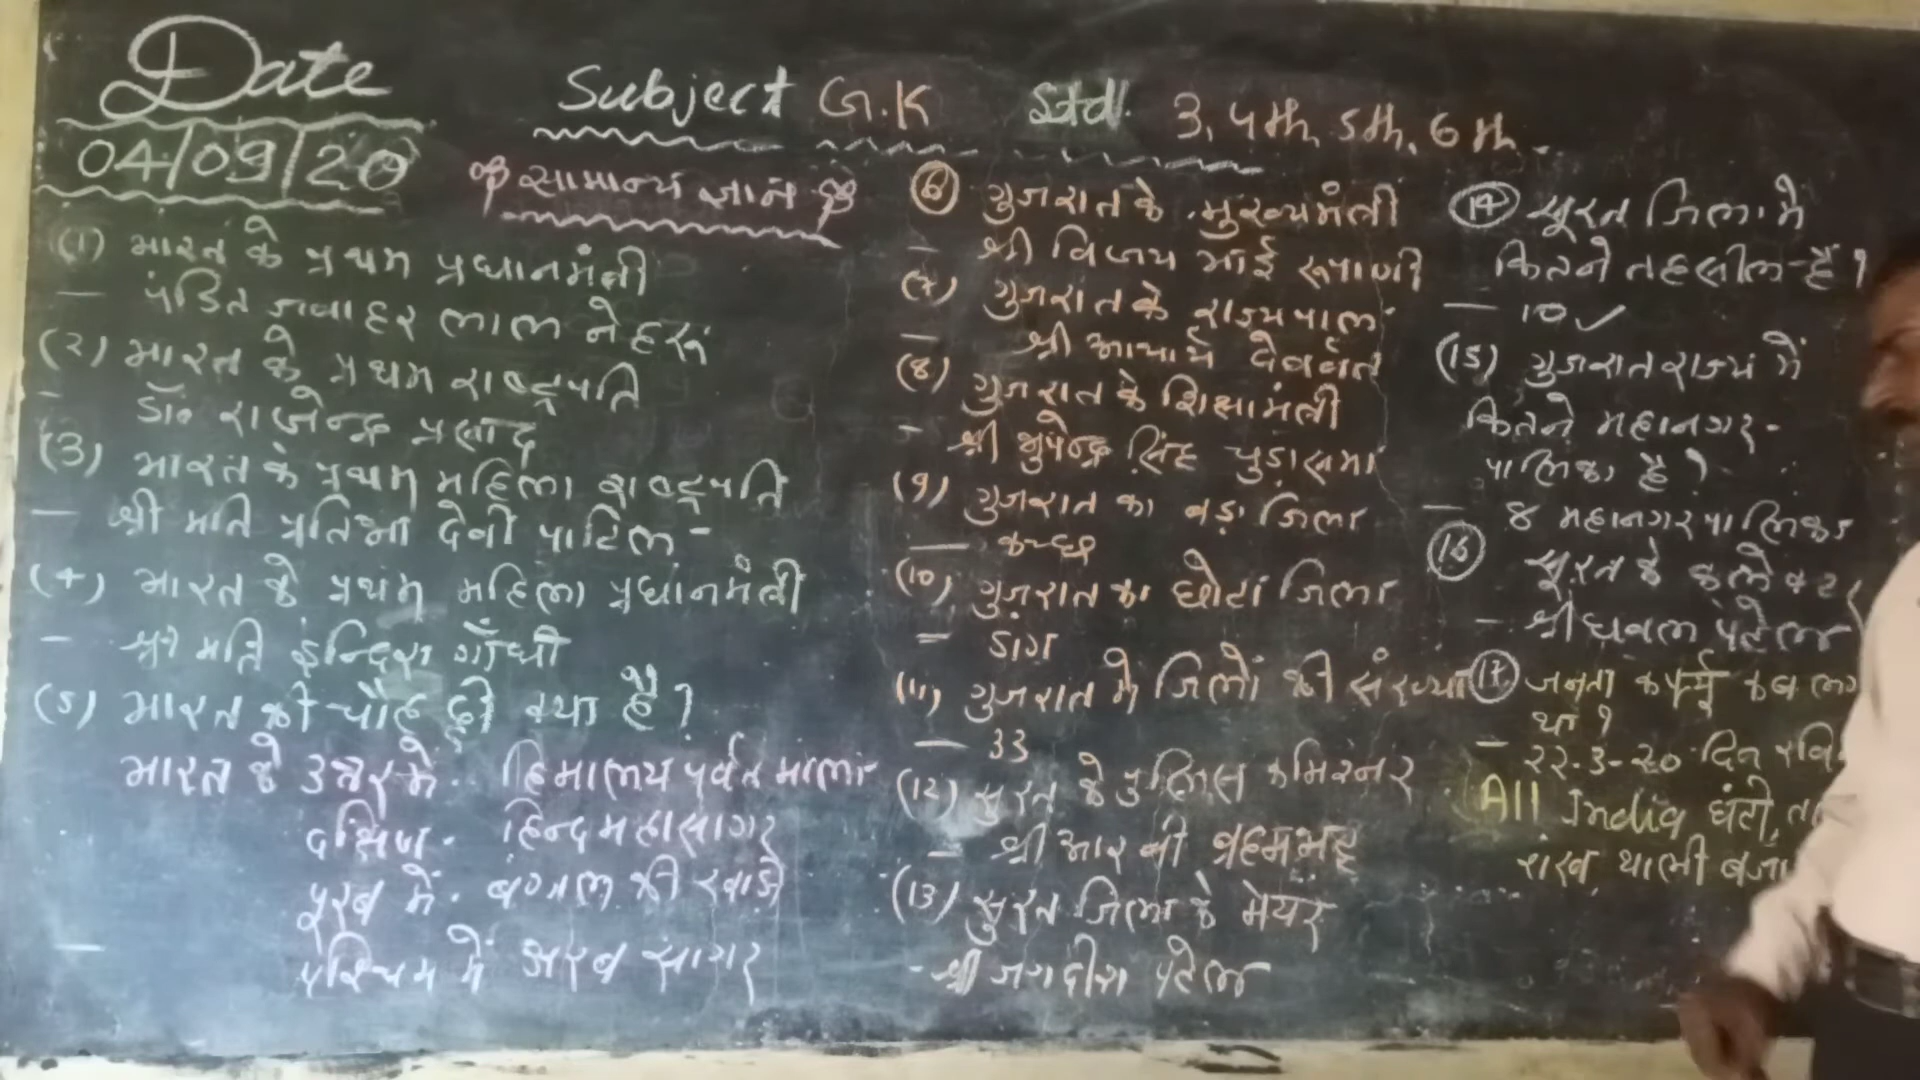 Date
04/09/20
Subject G.K Std. 3, 4th, 5th, 6th.
सामान्य ज्ञान
(1) भारत के प्रथम प्रधानमंत्री
— पंडित जवाहर लाल नेहरू
(2) भारत के प्रथम राष्ट्रपति
- डॉ॰ राजेन्द्र प्रसाद
(3) भारत के प्रथम महिला राष्ट्रपति
— श्री मति प्रतिभा देवी पाटिल -
(4) भारत के प्रथम महिला प्रधानमंत्री
- श्री मति इन्दिरा गाँधी
(5) भारत की चौहद्दी क्या है ?
भारत के उत्तर में. हिमालय पर्वत माला
दक्षिण. हिन्द महासागर
पूरब में. बंगाल की खाड़ी
पश्चिम में अरब सागर
(6) गुजरात के मुख्यमंत्री
— श्री विजय भाई रूपाणी
(7) गुजरात के राज्यपाल
— श्री आचार्य देवव्रत
(8) गुजरात के शिक्षामंत्री
- श्री भुपेन्द्र सिंह चुड़ासमा
(9) गुजरात का बड़ा जिला
— कच्छ
(10) गुजरात का छोटा जिला
= डांग
(11) गुजरात में जिलों की संख्या
— 33
(12) सुरत के पुलिस कमिश्नर
— श्री आर बी ब्रहमभट्ट
(13) सुरत जिला के मेयर
- श्री जगदीश पटेल
(14) सूरत जिला में
कितने तहसील है ?
— 10 ✓
(15) गुजरात राज्य में
कितने महानगर-
पालिका है ?
— 8 महानगरपालिका
(16) सूरत के कलेक्टर
- श्री धवल पटेल
(17) जनता कर्फ्यू कब
था ?
— 22-3-20 दिन
All India घंटी,
शंख, थाली